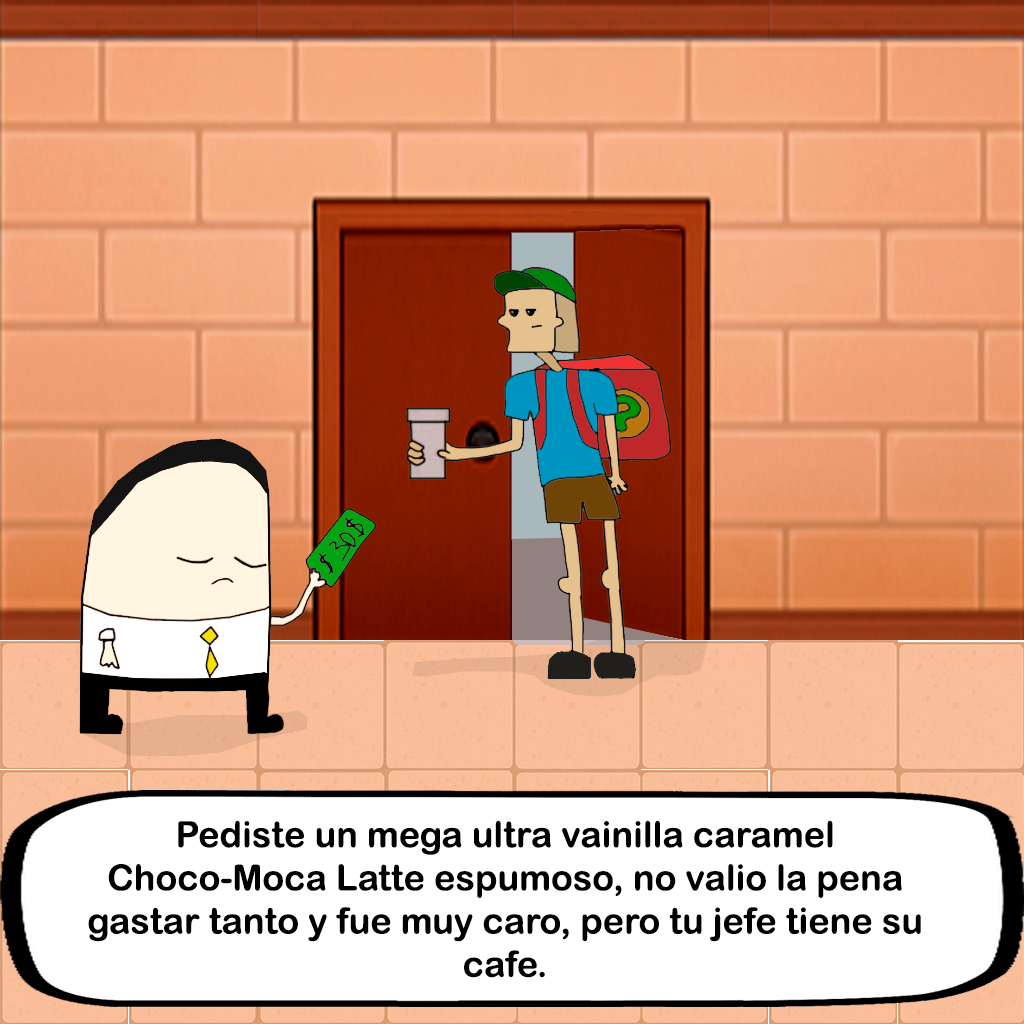 $30$
Pediste un mega ultra vainilla caramel
Choco-Moca Latte espumoso, no valio la pena
gastar tanto y fue muy caro, pero tu jefe tiene su
cafe.